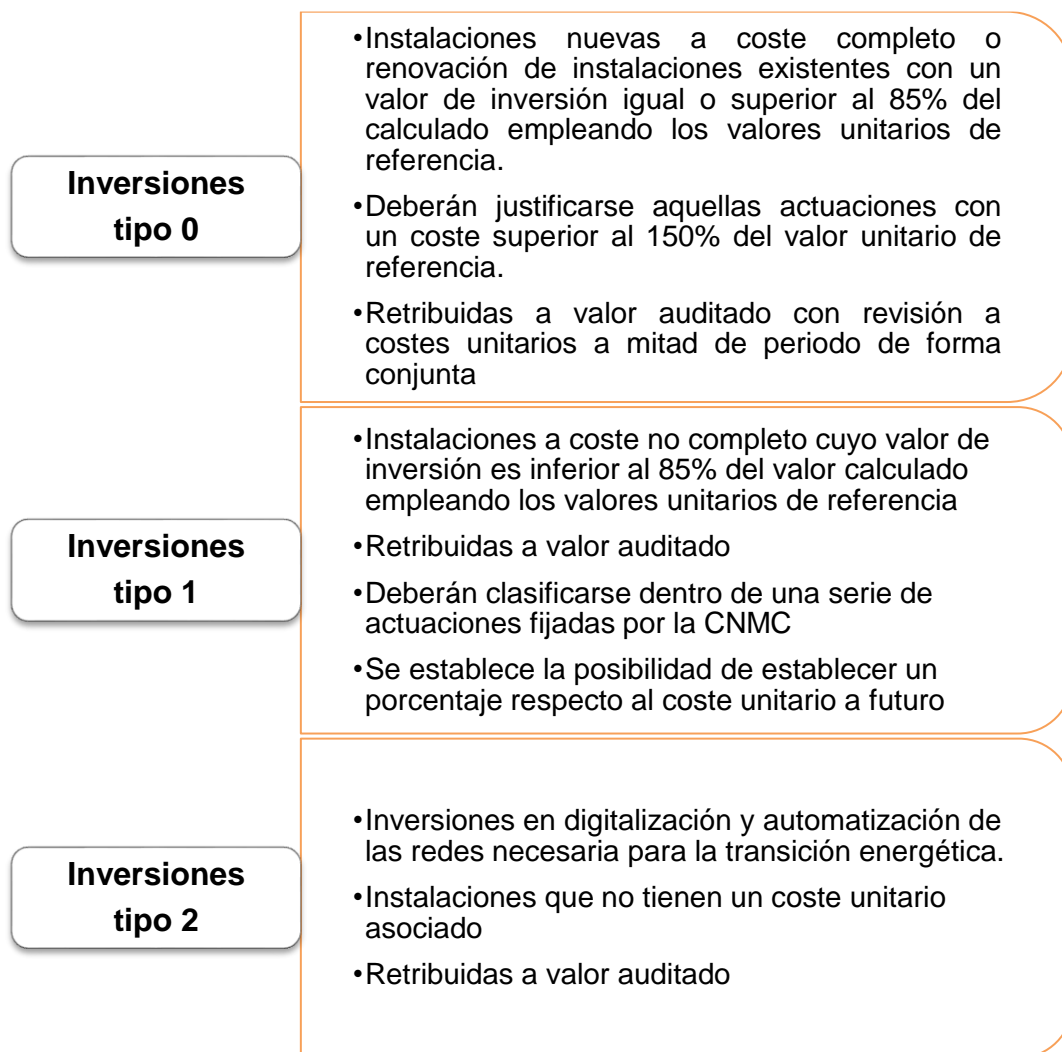 Inversiones
tipo 0
•Instalaciones nuevas a coste completo o
renovación de instalaciones existentes con un
valor de inversión igual o superior al 85% del
calculado empleando los valores unitarios de
referencia.
•Deberán justificarse aquellas actuaciones con
un coste superior al 150% del valor unitario de
referencia.
•Retribuidas a valor auditado con revisión a
costes unitarios a mitad de periodo de forma
conjunta
Inversiones
tipo 1
•Instalaciones a coste no completo cuyo valor de
inversión es inferior al 85% del valor calculado
empleando los valores unitarios de referencia
•Retribuidas a valor auditado
•Deberán clasificarse dentro de una serie de
actuaciones fijadas por la CNMC
•Se establece la posibilidad de establecer un
porcentaje respecto al coste unitario a futuro
Inversiones
tipo 2
•Inversiones en digitalización y automatización de
las redes necesaria para la transición energética.
•Instalaciones que no tienen un coste unitario
asociado
•Retribuidas a valor auditado